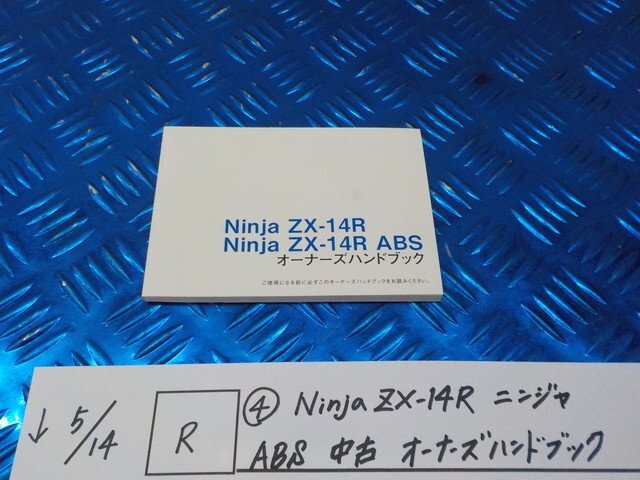 Ninja ZX-14R
Ninja ZX-14R ABS
オーナーズハンドブック
ご使用になる前に必ずこのオーナーズハンドブックをお読みください。
↓ 5/14 R ④ Ninja ZX-14R ニンジャ
ABS 中古 オーナーズハンドブック